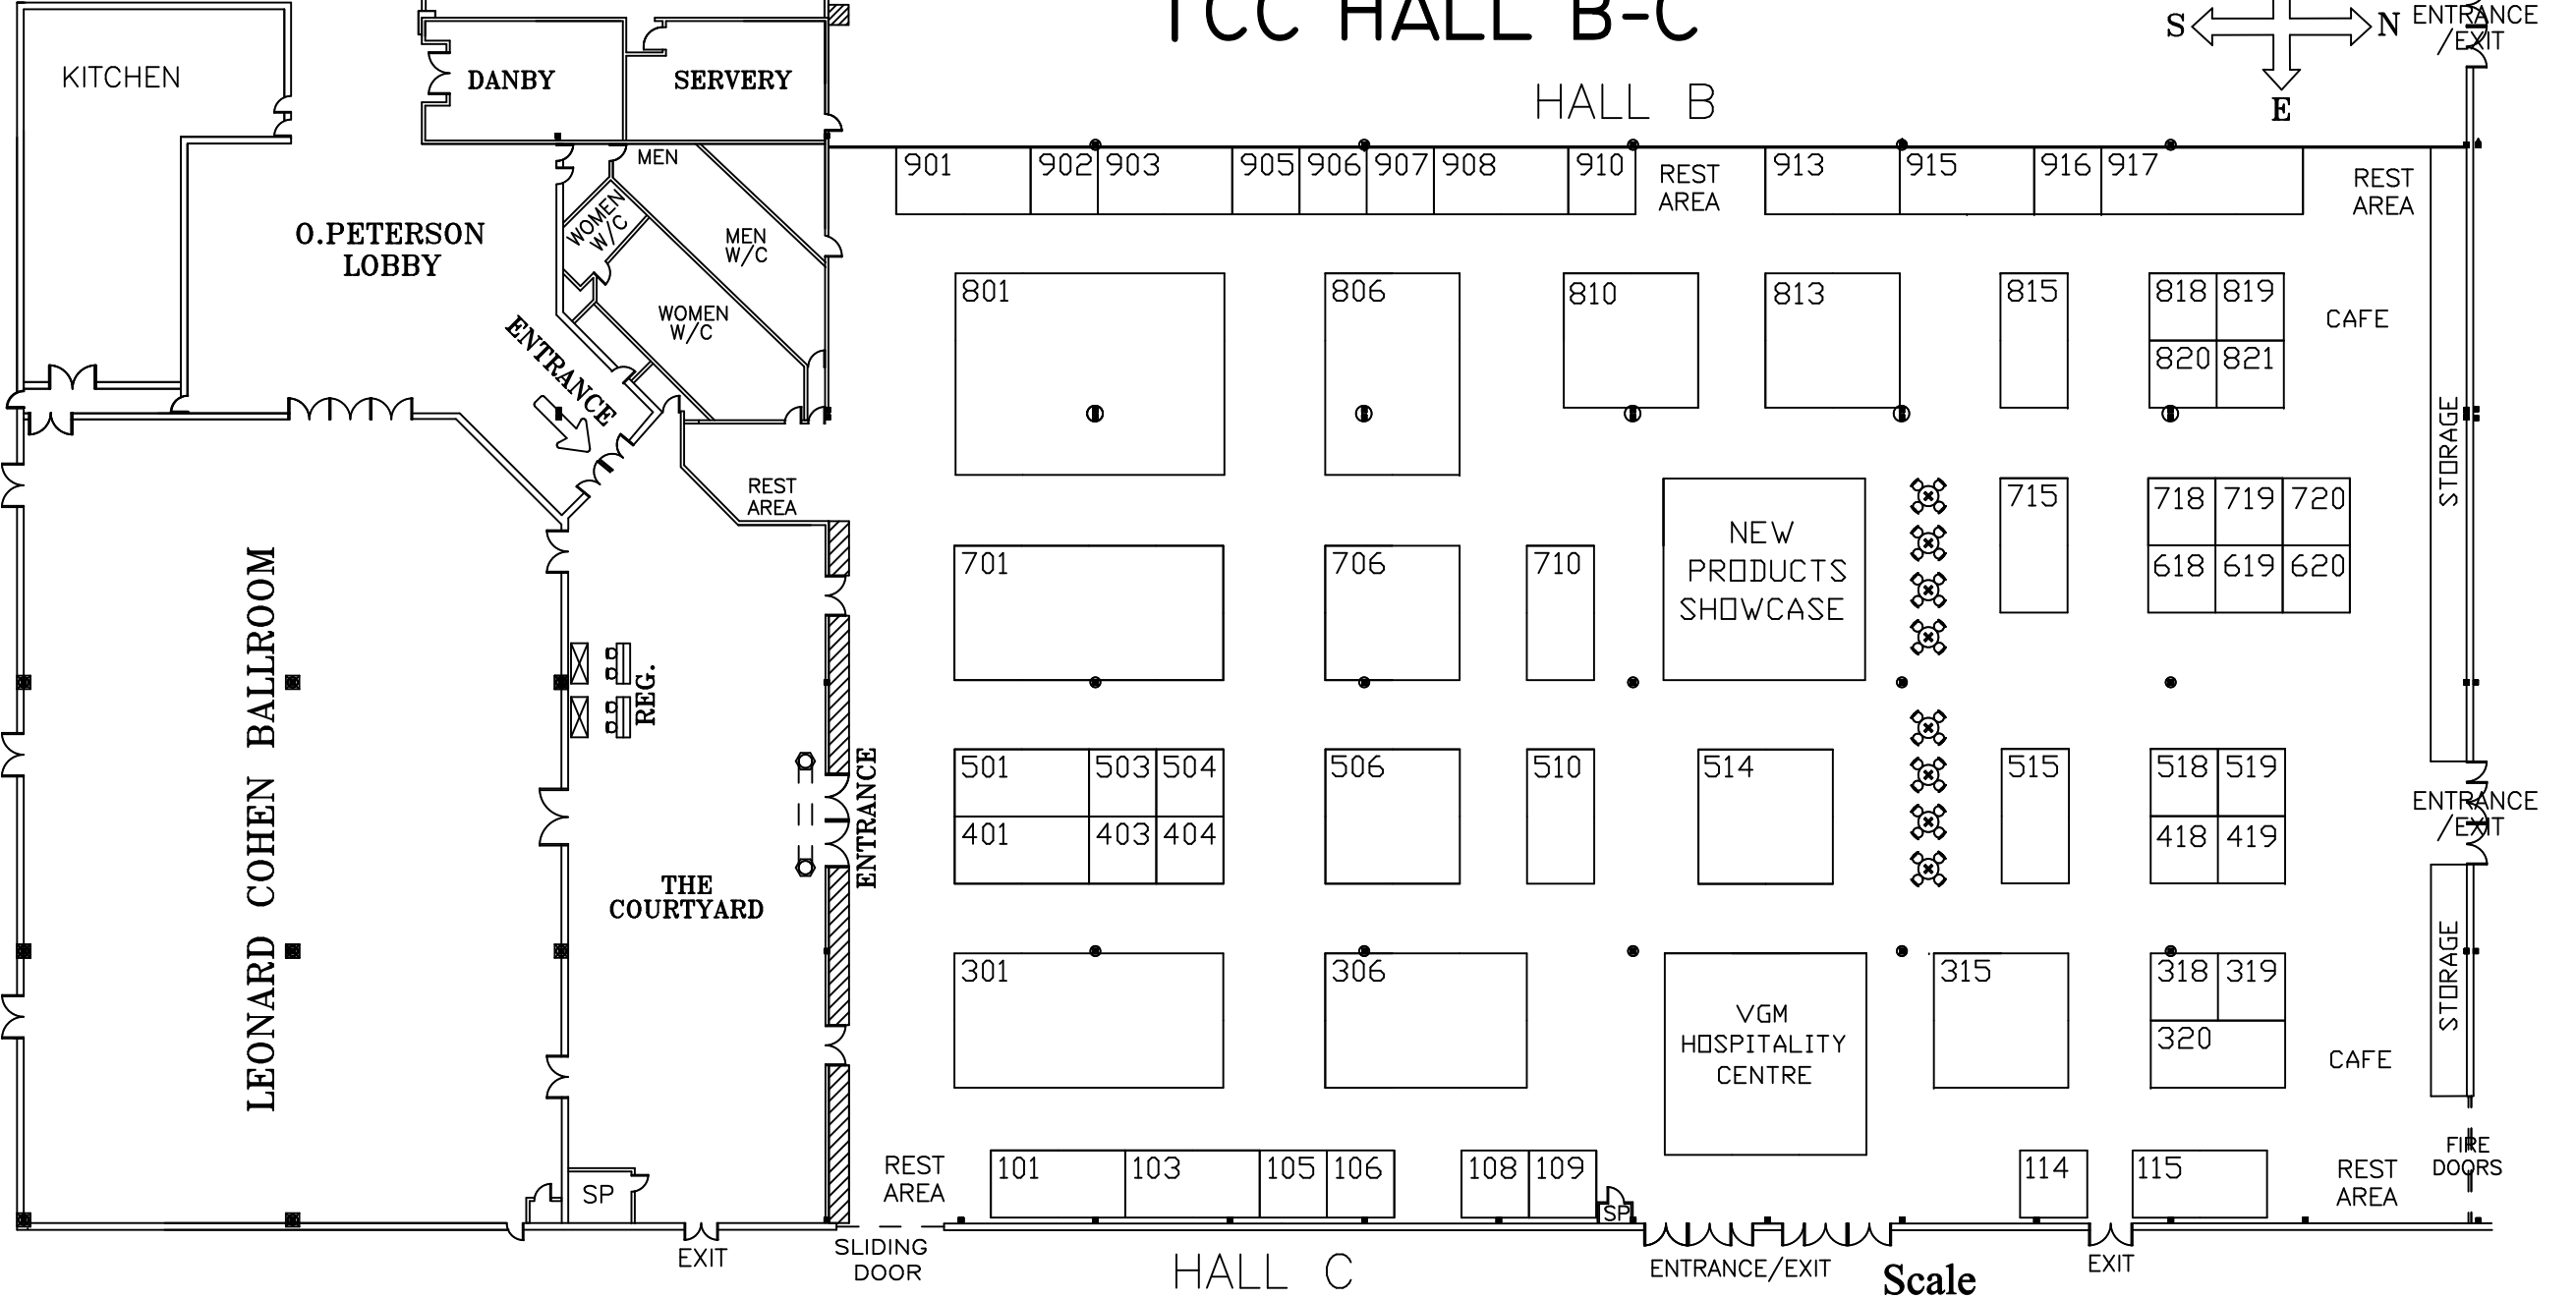 TCC HALL B-C
S
N
E
ENTRANCE
/EXIT
KITCHEN
DANBY
SERVERY
HALL B
MEN
901
902
903
905
906
907
908
910
REST
AREA
913
915
916
917
REST
AREA
O.PETERSON
LOBBY
WOMEN
W/C
MEN
W/C
WOMEN
W/C
ENTRANCE
801
806
810
813
815
818
819
820
821
CAFE
STORAGE
REST
AREA
NEW
PRODUCTS
SHOWCASE
715
718
719
720
701
706
710
618
619
620
LEONARD COHEN BALLROOM
REG.
ENTRANCE
501
503
504
506
510
514
515
518
519
401
403
404
418
419
ENTRANCE
/EXIT
THE
COURTYARD
301
306
VGM
HOSPITALITY
CENTRE
315
318
319
320
CAFE
STORAGE
REST
AREA
101
103
105
106
108
109
SP
114
115
REST
AREA
FIRE
DOORS
SP
EXIT
SLIDING
DOOR
HALL C
ENTRANCE/EXIT
Scale
EXIT